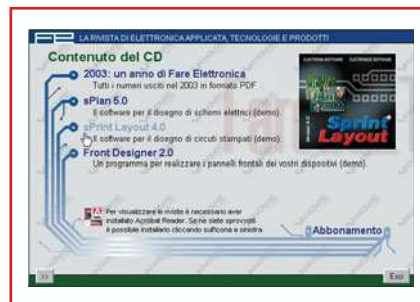 LA RIVISTA DI ELETTRONICA APPLICATA, TECNOLOGIE E PRODOTTI
Contenuto del CD
2003: un anno di Fare Elettronica
Tutti i numeri usciti nel 2003 in formato PDF
sPlan 5.0
Il software per il disegno di schemi elettrici (demo).
sPrint Layout 4.0
Il software per il disegno di circuiti stampati (demo).
Front Designer 2.0
Un programma per realizzare i pannelli frontali dei vostri dispositivi (demo).
Sprint
Layout
Per visualizzare le riviste è necessario aver
installato Acrobat Reader. Se ne siete sprovvisti
è possibile installarlo cliccando sull'icona a sinistra.
Abbonamento
>>
Esci